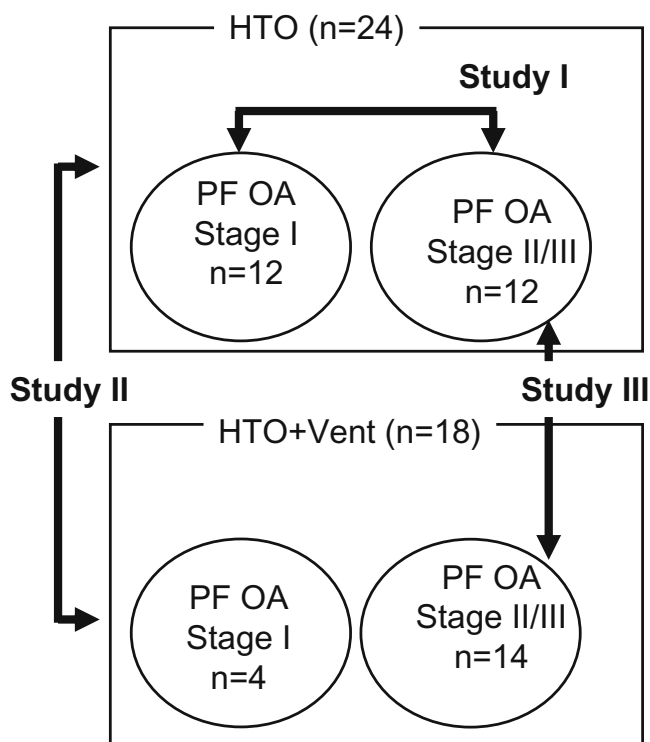 HTO (n=24)
Study I
PF OA
Stage I
n=12
PF OA
Stage II/III
n=12
Study II
Study III
HTO+Vent (n=18)
PF OA
Stage I
n=4
PF OA
Stage II/III
n=14